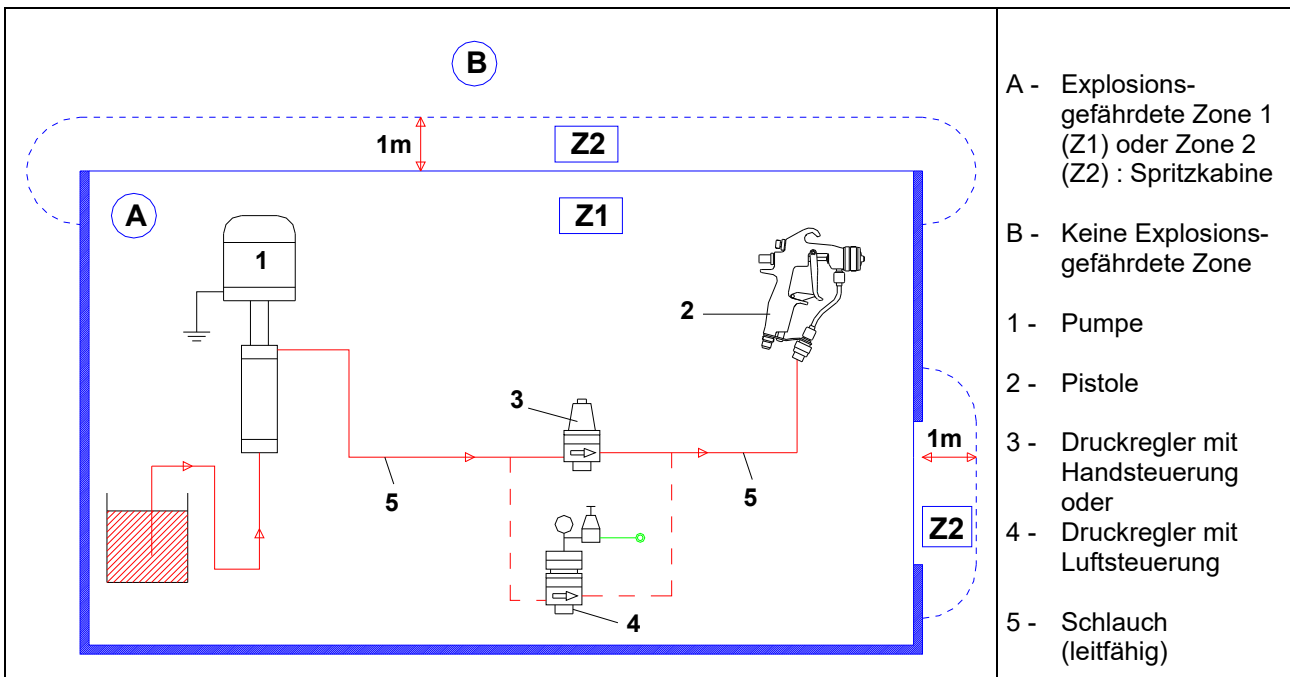 B
1m
Z2
A
Z1
1
2
3
1m
5
5
Z2
4
A - Explosions-
gefährdete Zone 1
(Z1) oder Zone 2
(Z2) : Spritzkabine
B - Keine Explosions-
gefährdete Zone
1 - Pumpe
2 - Pistole
3 - Druckregler mit
Handsteuerung
oder
4 - Druckregler mit
Luftsteuerung
5 - Schlauch
(leitfähig)